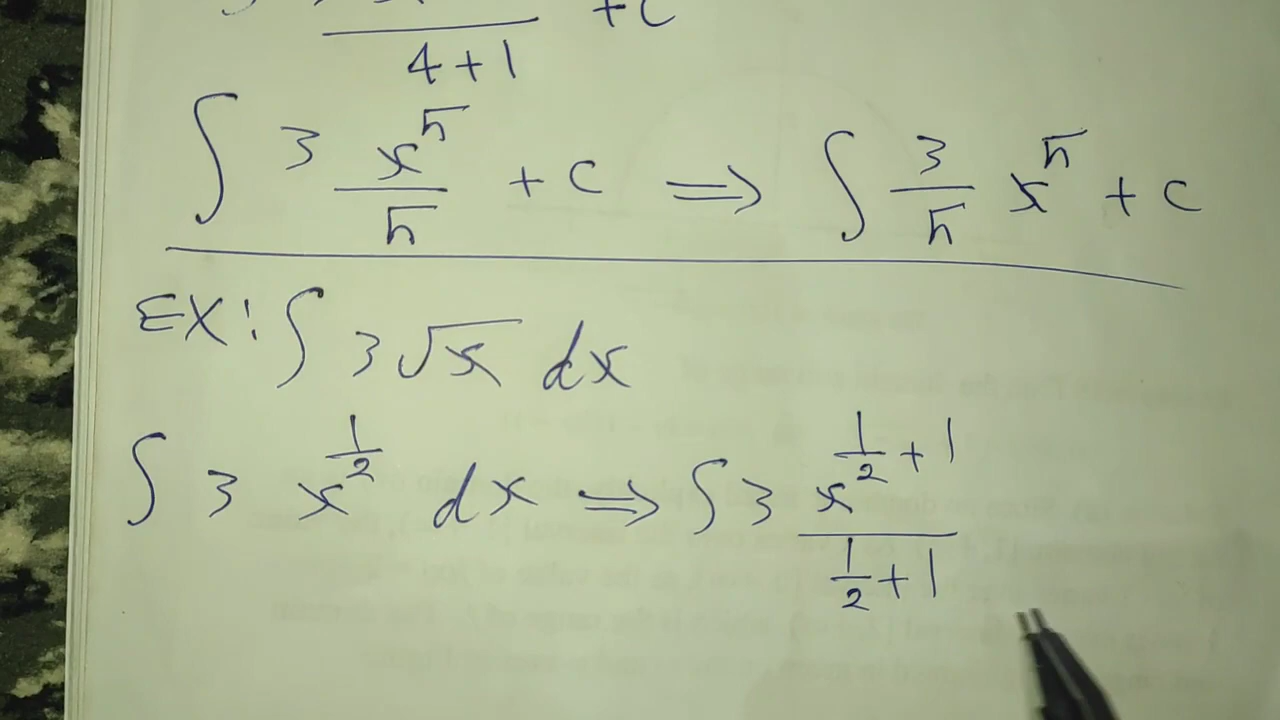 +C
4+1
∫ 3 x^5/5 + c ⟹ ∫ 3/5 x^5 + c
EX: ∫ 3√x dx
∫ 3 x^(1/2) dx ⟹ ∫ 3 x^(1/2+1)/(1/2+1)